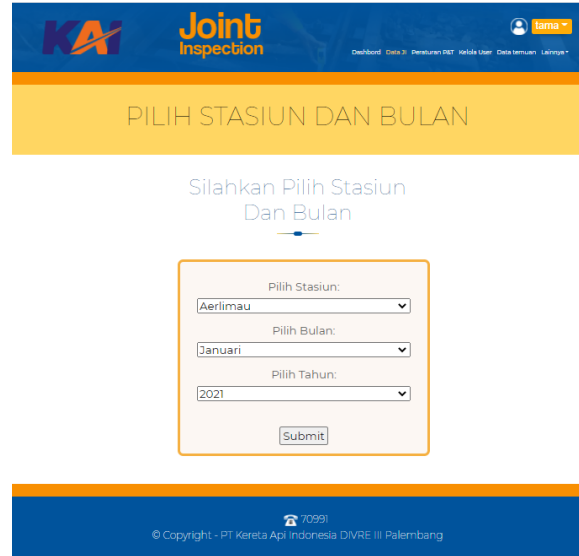 KAI
Joint
Inspection
tama
Dashbord Data JI Peraturan P&T Kelola User Data temuan Lainnya
PILIH STASIUN DAN BULAN
Silahkan Pilih Stasiun
Dan Bulan
Pilih Stasiun:
Aerlimau
Pilih Bulan:
Januari
Pilih Tahun:
2021
Submit
70991
© Copyright - PT Kereta Api Indonesia DIVRE III Palembang